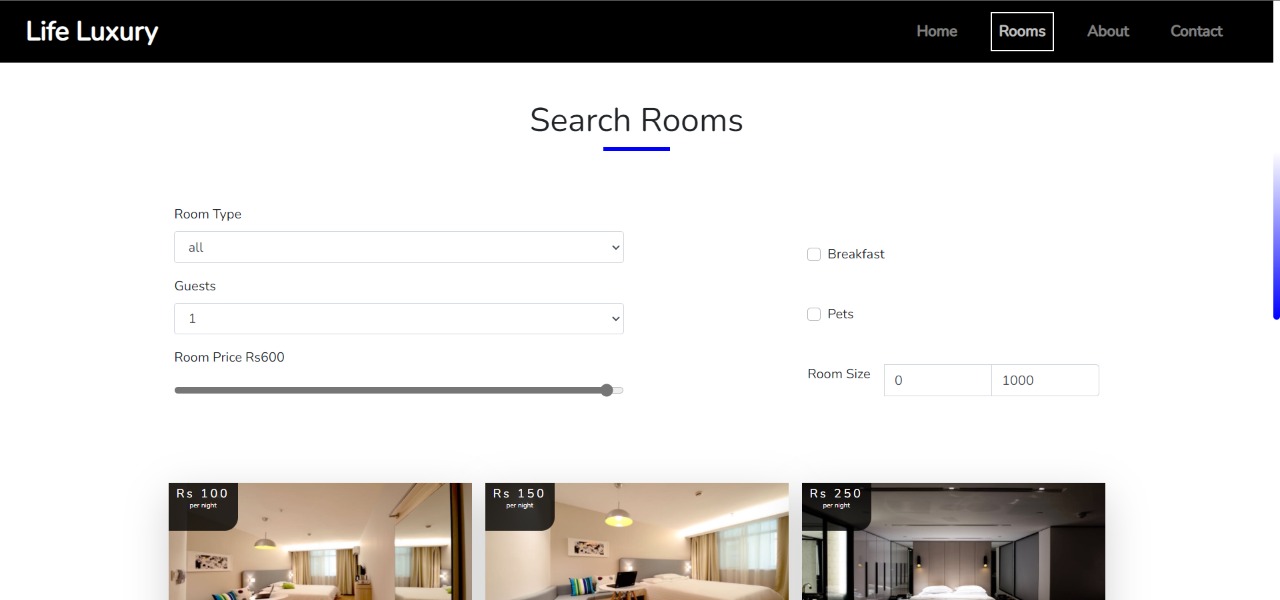 Life Luxury
Home
Rooms
About
Contact
Search Rooms
Room Type
all
Guests
1
Room Price Rs600
Breakfast
Pets
Room Size
0
1000
Rs 100
per night
Rs 150
per night
Rs 250
per night